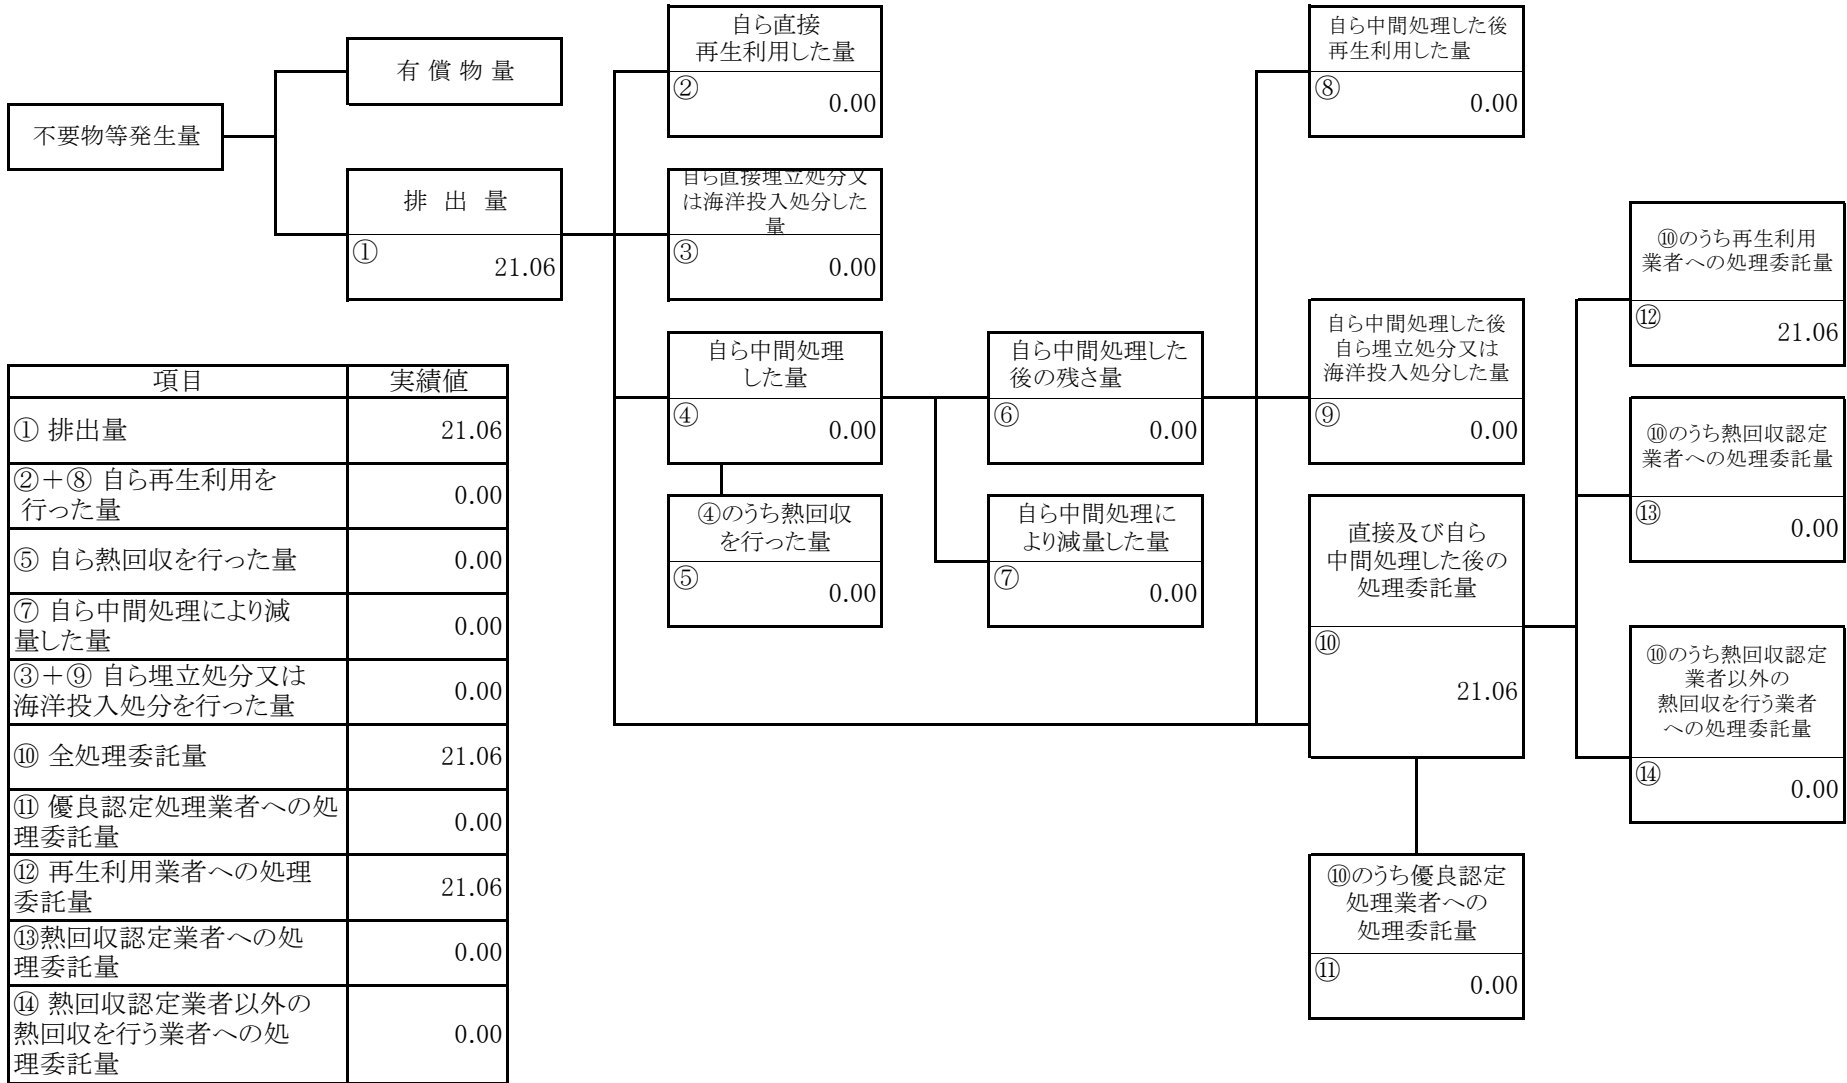 不要物等発生量
有 償 物 量
排 出 量
①
21.06
自ら直接
再生利用した量
②
0.00
自ら直接埋立処分又
は海洋投入処分した
量
③
0.00
自ら中間処理
した量
④
0.00
④のうち熱回収
を行った量
⑤
0.00
自ら中間処理した
後の残さ量
⑥
0.00
自ら中間処理に
より減量した量
⑦
0.00
自ら中間処理した後
再生利用した量
⑧
0.00
自ら中間処理した後
自ら埋立処分又は
海洋投入処分した量
⑨
0.00
直接及び自ら
中間処理した後の
処理委託量
⑩
21.06
⑩のうち優良認定
処理業者への
処理委託量
⑪
0.00
⑩のうち再生利用
業者への処理委託量
⑫
21.06
⑩のうち熱回収認定
業者への処理委託量
⑬
0.00
⑩のうち熱回収認定
業者以外の
熱回収を行う業者
への処理委託量
⑭
0.00
項目 実績値
① 排出量 21.06
②＋⑧ 自ら再生利用を
行った量 0.00
⑤ 自ら熱回収を行った量 0.00
⑦ 自ら中間処理により減
量した量 0.00
③＋⑨ 自ら埋立処分又は
海洋投入処分を行った量 0.00
⑩ 全処理委託量 21.06
⑪ 優良認定処理業者への処
理委託量 0.00
⑫ 再生利用業者への処理
委託量 21.06
⑬熱回収認定業者への処
理委託量 0.00
⑭ 熱回収認定業者以外の
熱回収を行う業者への処
理委託量 0.00